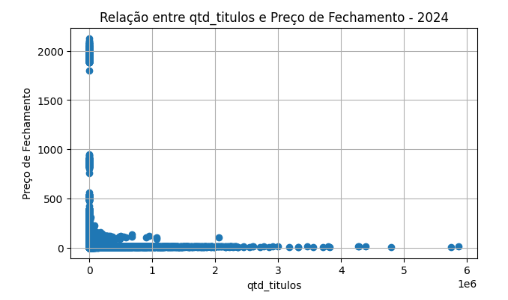 Relação entre qtd_titulos e Preço de Fechamento - 2024
Preço de Fechamento
2000
1500
1000
500
0
0 1 2 3 4 5 6
1e6
qtd_titulos